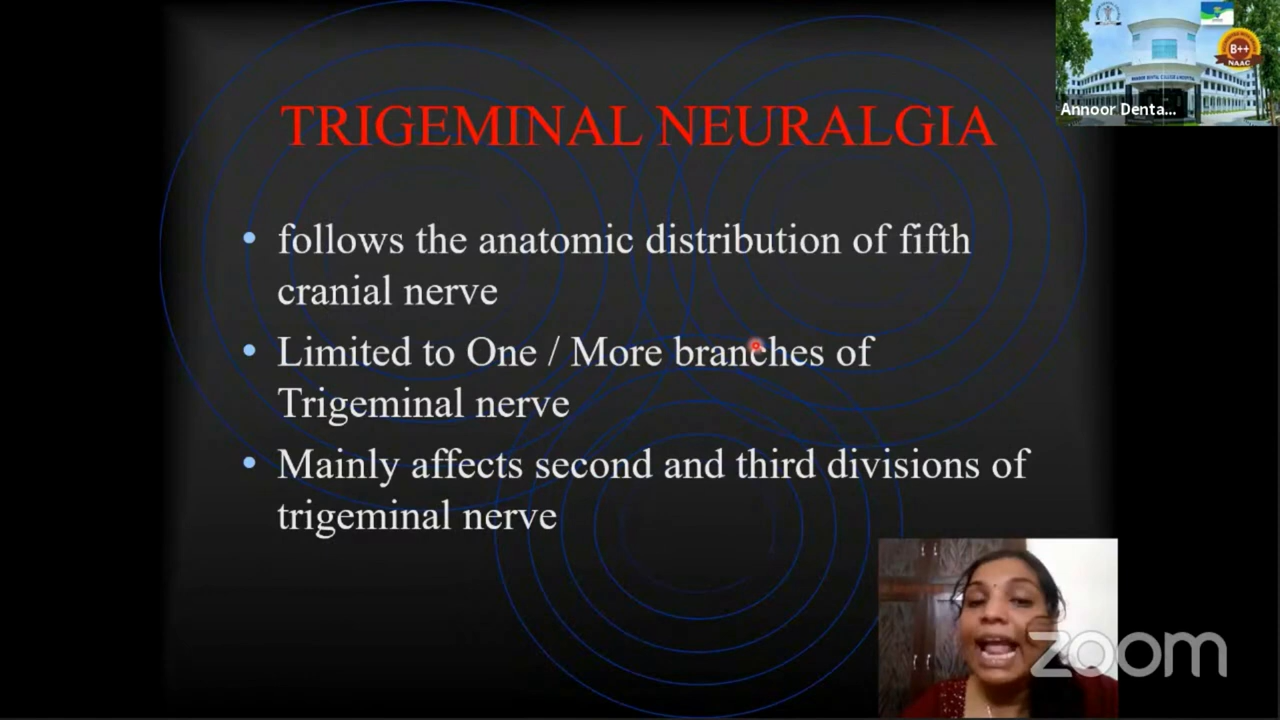 TRIGEMINAL NEURALGIA
• follows the anatomic distribution of fifth
cranial nerve
• Limited to One / More branches of
Trigeminal nerve
• Mainly affects second and third divisions of
trigeminal nerve
B++
NAAC
Annoor Denta...
zoom